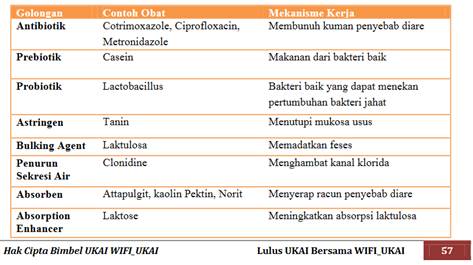 Golongan Contoh Obat Mekanisme Kerja
Antibiotik Cotrimoxazole, Ciprofloxacin, Membunuh kuman penyebab diare
Metronidazole
Prebiotik Casein Makanan dari bakteri baik
Probiotik Lactobacillus Bakteri baik yang dapat menekan
pertumbuhan bakteri jahat
Astringen Tanin Menutupi mukosa usus
Bulking Agent Laktulosa Memadatkan feses
Penurun Clonidine Menghambat kanal klorida
Sekresi Air
Absorben Attapulgit, kaolin Pektin, Norit Menyerap racun penyebab diare
Absorption Laktose Meningkatkan absorpsi laktulosa
Enhancer
Hak Cipta Bimbel UKAI WIFI_UKAI Lulus UKAI Bersama WIFI_UKAI 57